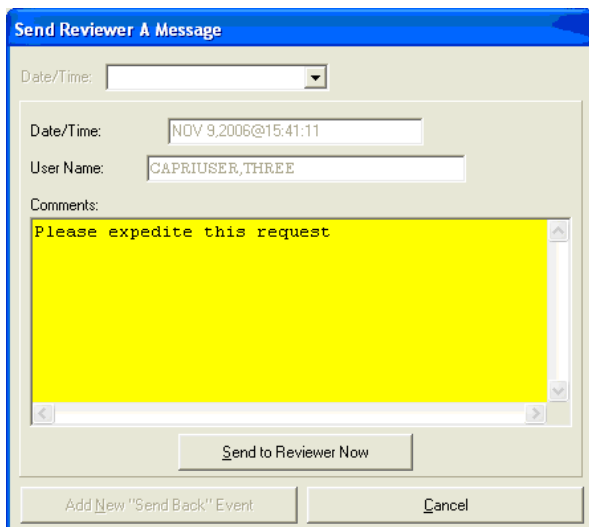 Send Reviewer A Message
Date/Time:
Date/Time: NOV 9,2006@15:41:11
User Name: CAPRIUSER,THREE
Comments:
Please expedite this request
Send to Reviewer Now
Add New "Send Back" Event Cancel